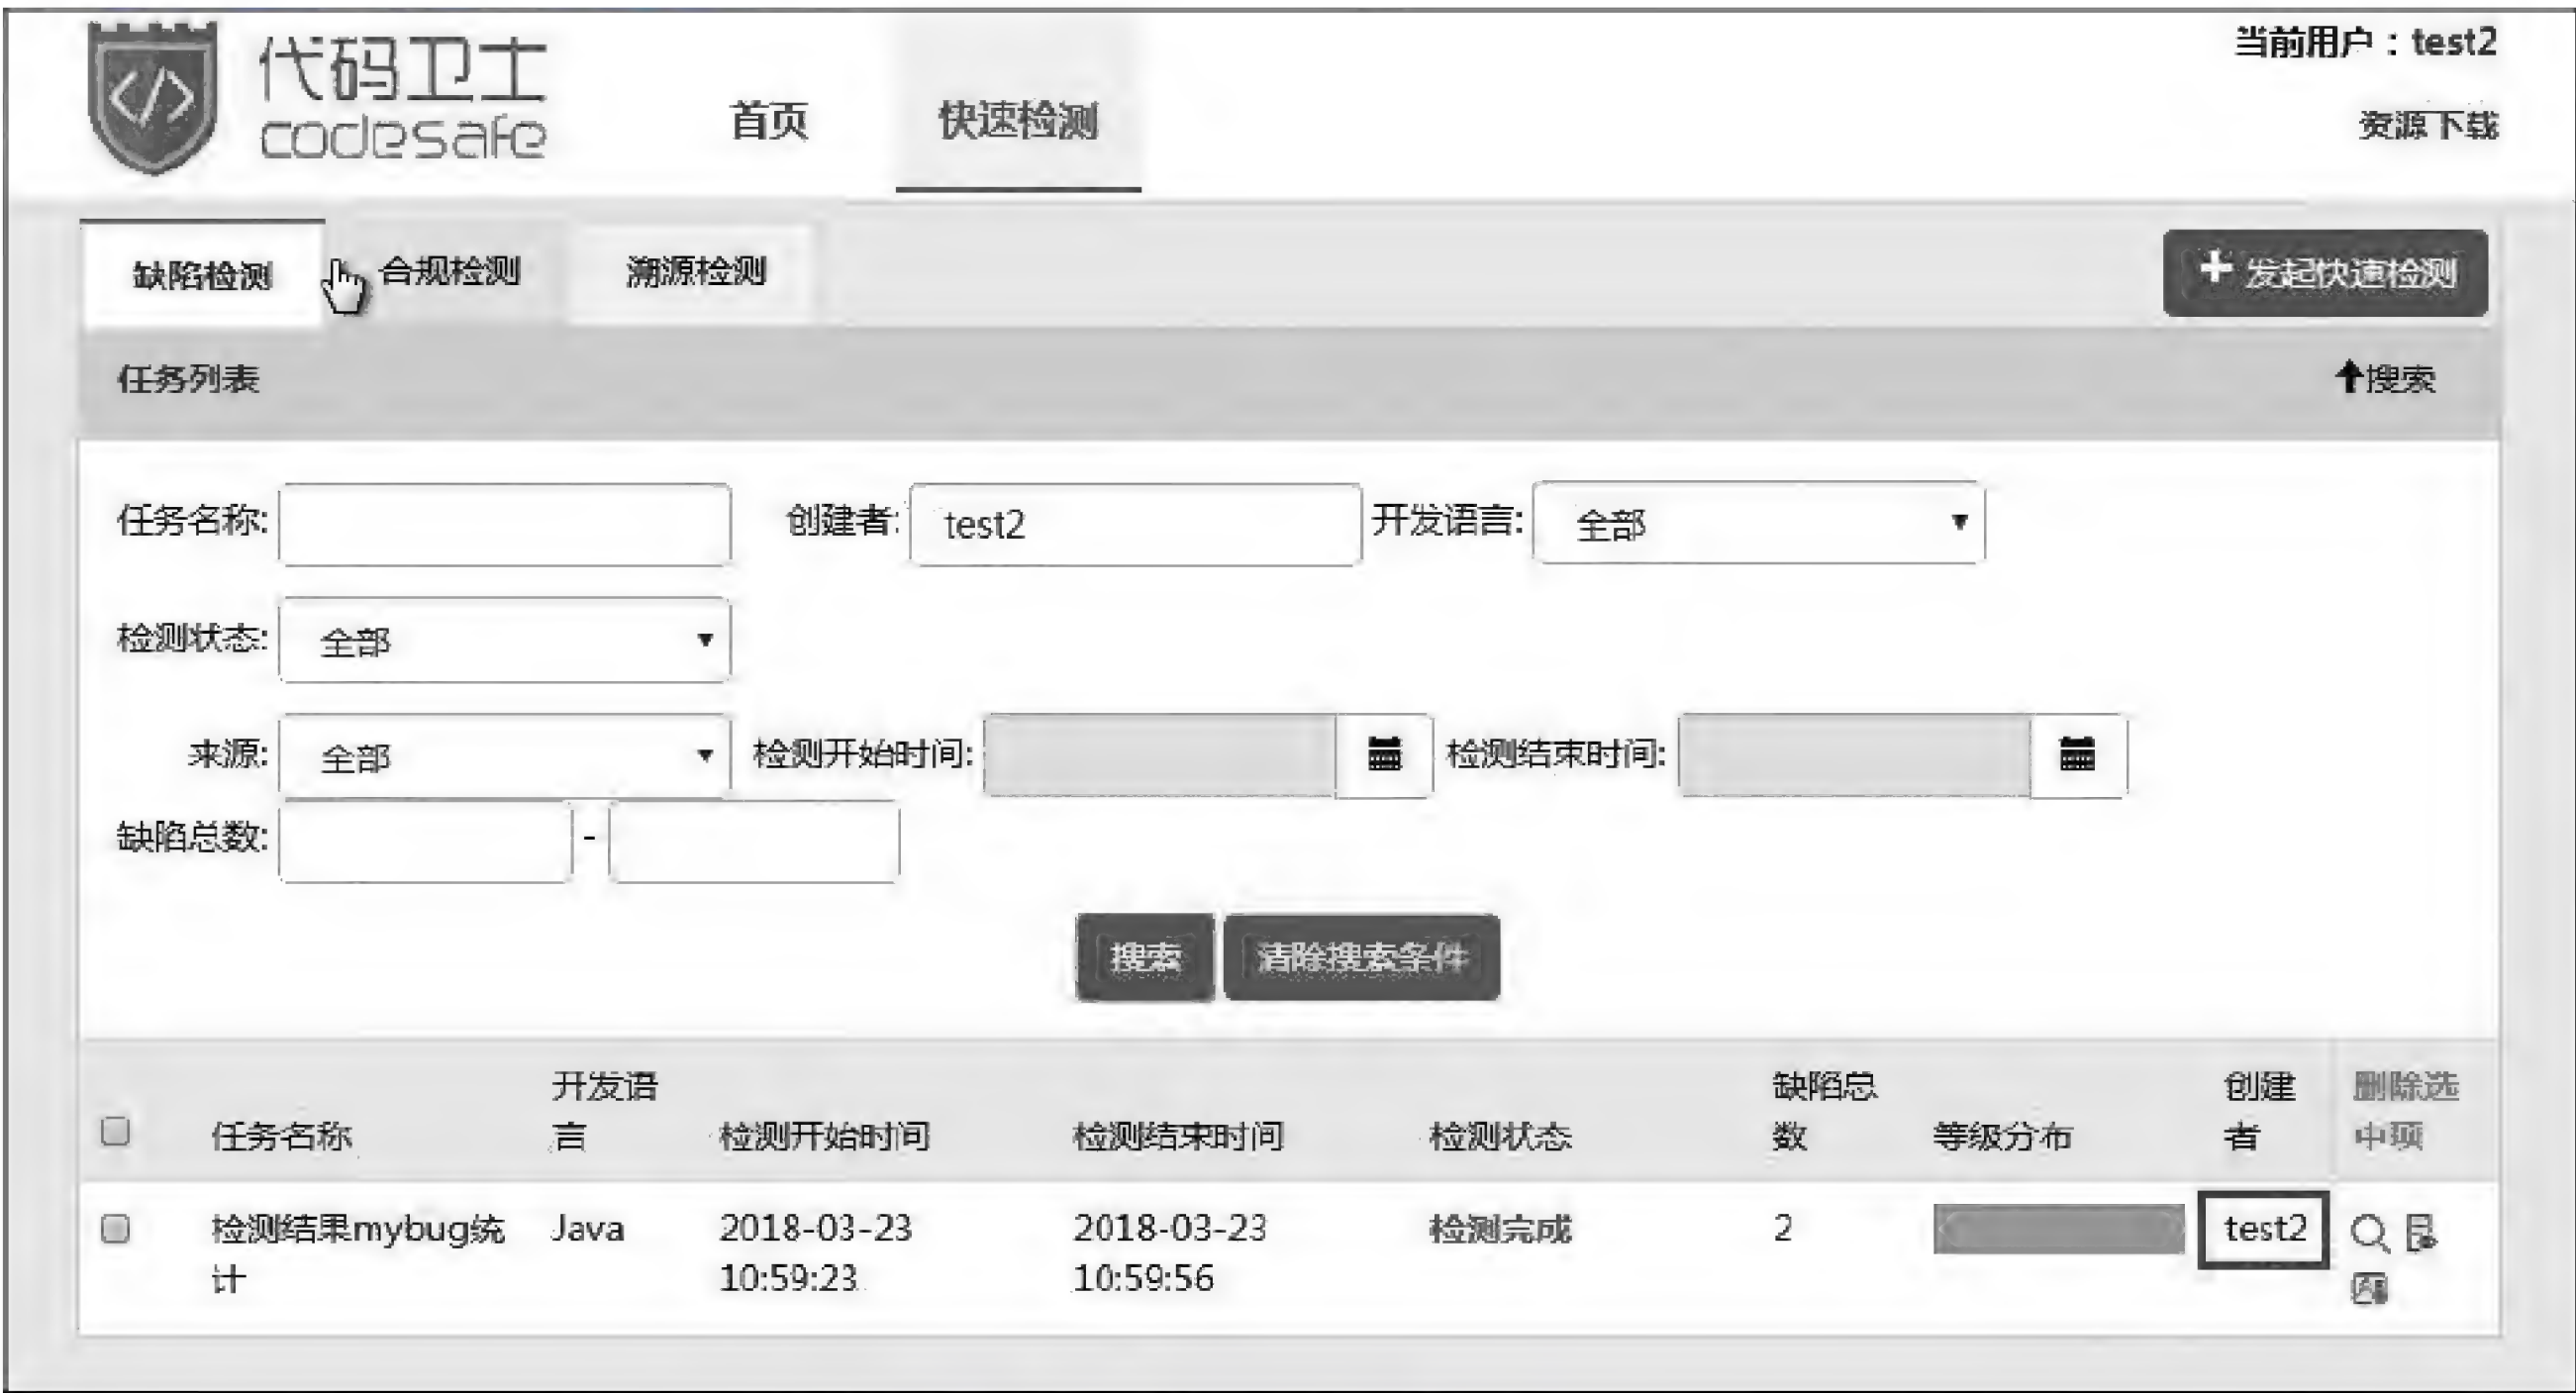 代码卫士
codesafe
首页
快速检测
当前用户：test2
资源下载
缺陷检测
合规检测
溯源检测
+ 发起快速检测
任务列表
搜索
任务名称:
创建者: test2
开发语言: 全部
检测状态: 全部
来源: 全部
检测开始时间:
检测结束时间:
缺陷总数: -
搜索
清除搜索条件
任务名称
开发语
言
检测开始时间
检测结束时间
检测状态
缺陷总
数
等级分布
创建
者
删除选
中项
检测结果mybug统
计
Java
2018-03-23
10:59:23
2018-03-23
10:59:56
检测完成
2
test2